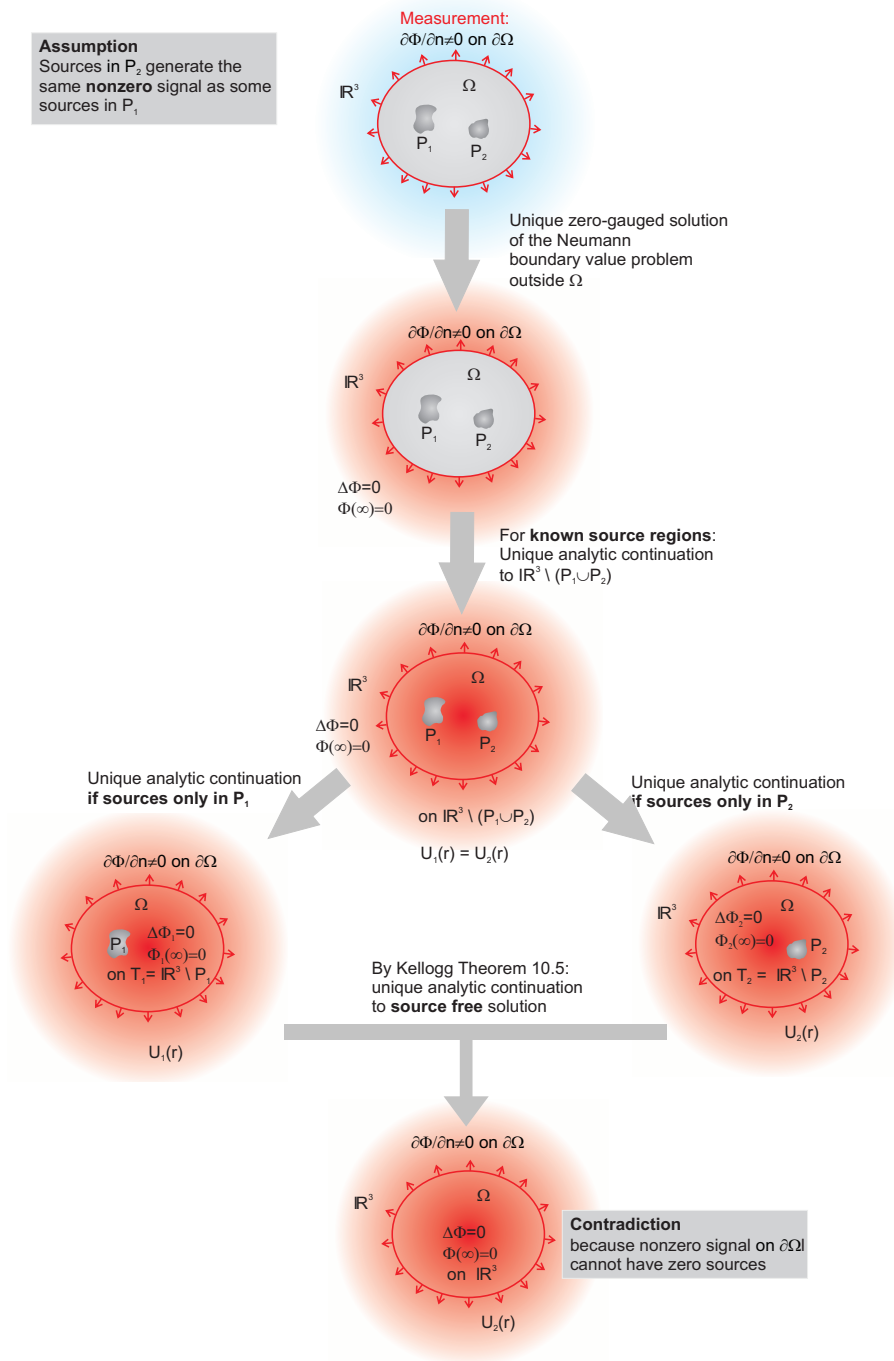 Measurement:
∂Φ/∂n≠0 on ∂Ω
Assumption
Sources in P₂ generate the
same nonzero signal as some
sources in P₁
IR³
Ω
P₁
P₂
Unique zero-gauged solution
of the Neumann
boundary value problem
outside Ω
∂Φ/∂n≠0 on ∂Ω
IR³
Ω
P₁
P₂
ΔΦ=0
Φ(∞)=0
For known source regions:
Unique analytic continuation
to IR³ \ (P₁∪P₂)
∂Φ/∂n≠0 on ∂Ω
IR³
Ω
P₁
P₂
ΔΦ=0
Φ(∞)=0
on IR³ \ (P₁∪P₂)
U₁(r) = U₂(r)
Unique analytic continuation
if sources only in P₁
Unique analytic continuation
if sources only in P₂
∂Φ/∂n≠0 on ∂Ω
Ω
P₁
ΔΦ₁=0
Φ₁(∞)=0
on T₁= IR³ \ P₁
U₁(r)
∂Φ/∂n≠0 on ∂Ω
IR³
Ω
ΔΦ₂=0
Φ₂(∞)=0
P₂
on T₂ = IR³ \ P₂
U₂(r)
By Kellogg Theorem 10.5:
unique analytic continuation
to source free solution
∂Φ/∂n≠0 on ∂Ω
IR³
Ω
ΔΦ=0
Φ(∞)=0
on IR³
U₂(r)
Contradiction
because nonzero signal on ∂Ωl
cannot have zero sources